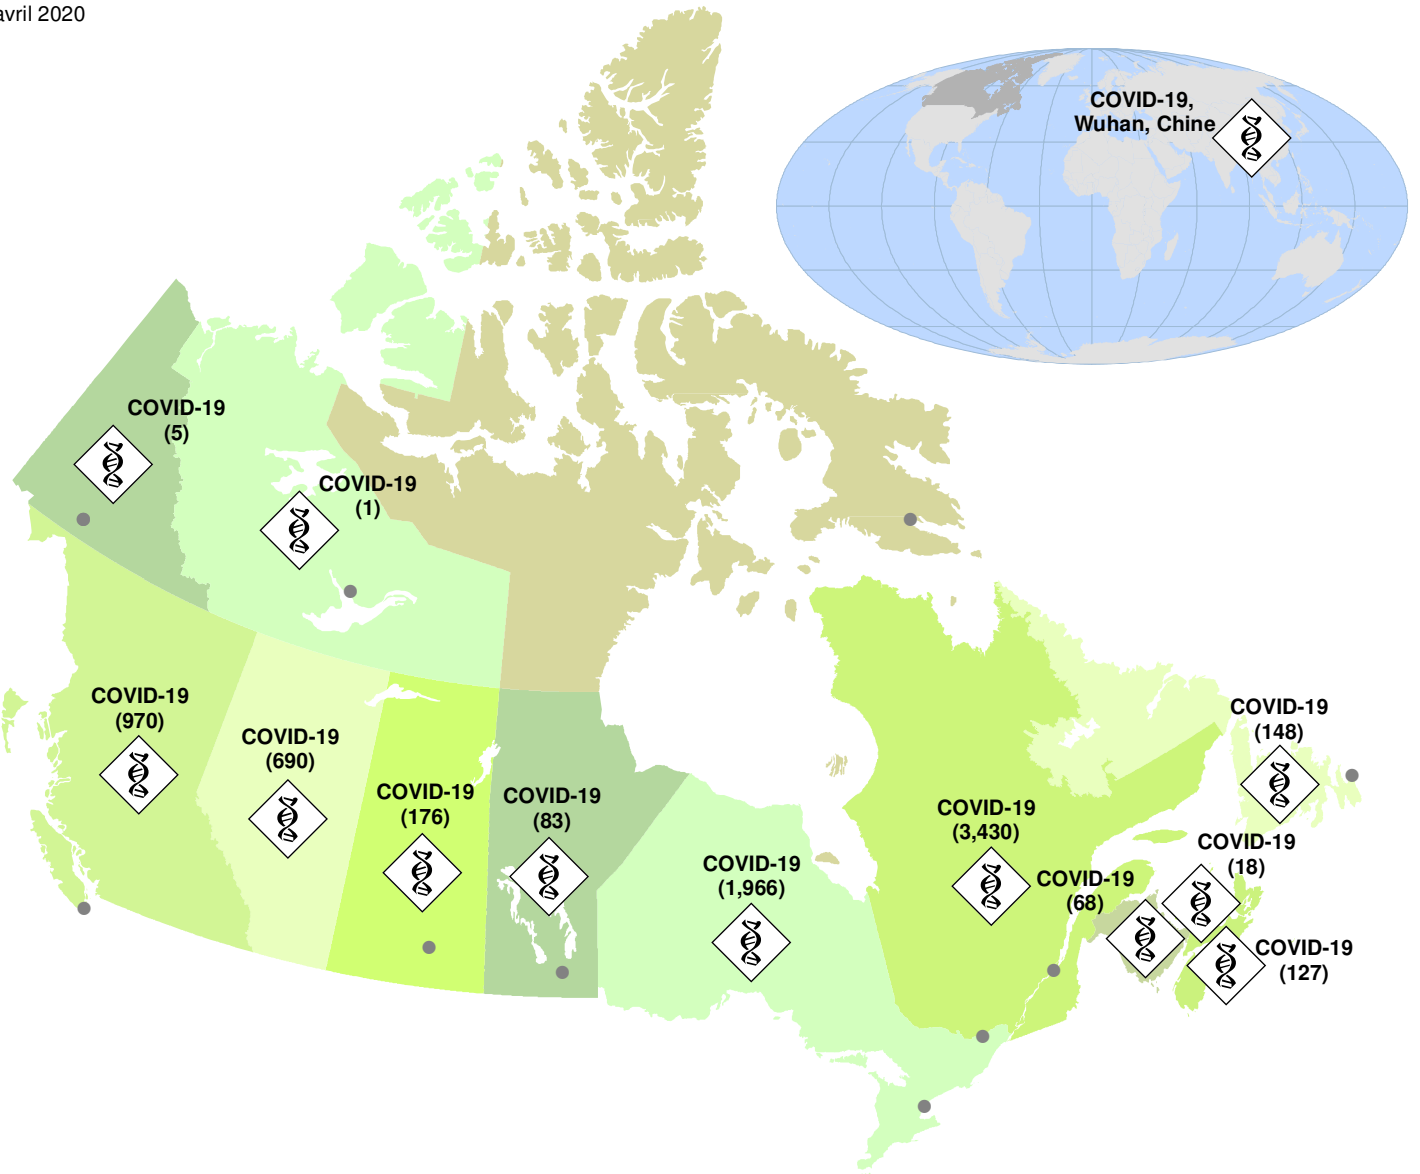 avril 2020
COVID-19,
Wuhan, Chine
COVID-19
(5)
COVID-19
(1)
COVID-19
(970)
COVID-19
(690)
COVID-19
(176)
COVID-19
(83)
COVID-19
(1,966)
COVID-19
(3,430)
COVID-19
(68)
COVID-19
(148)
COVID-19
(18)
COVID-19
(127)